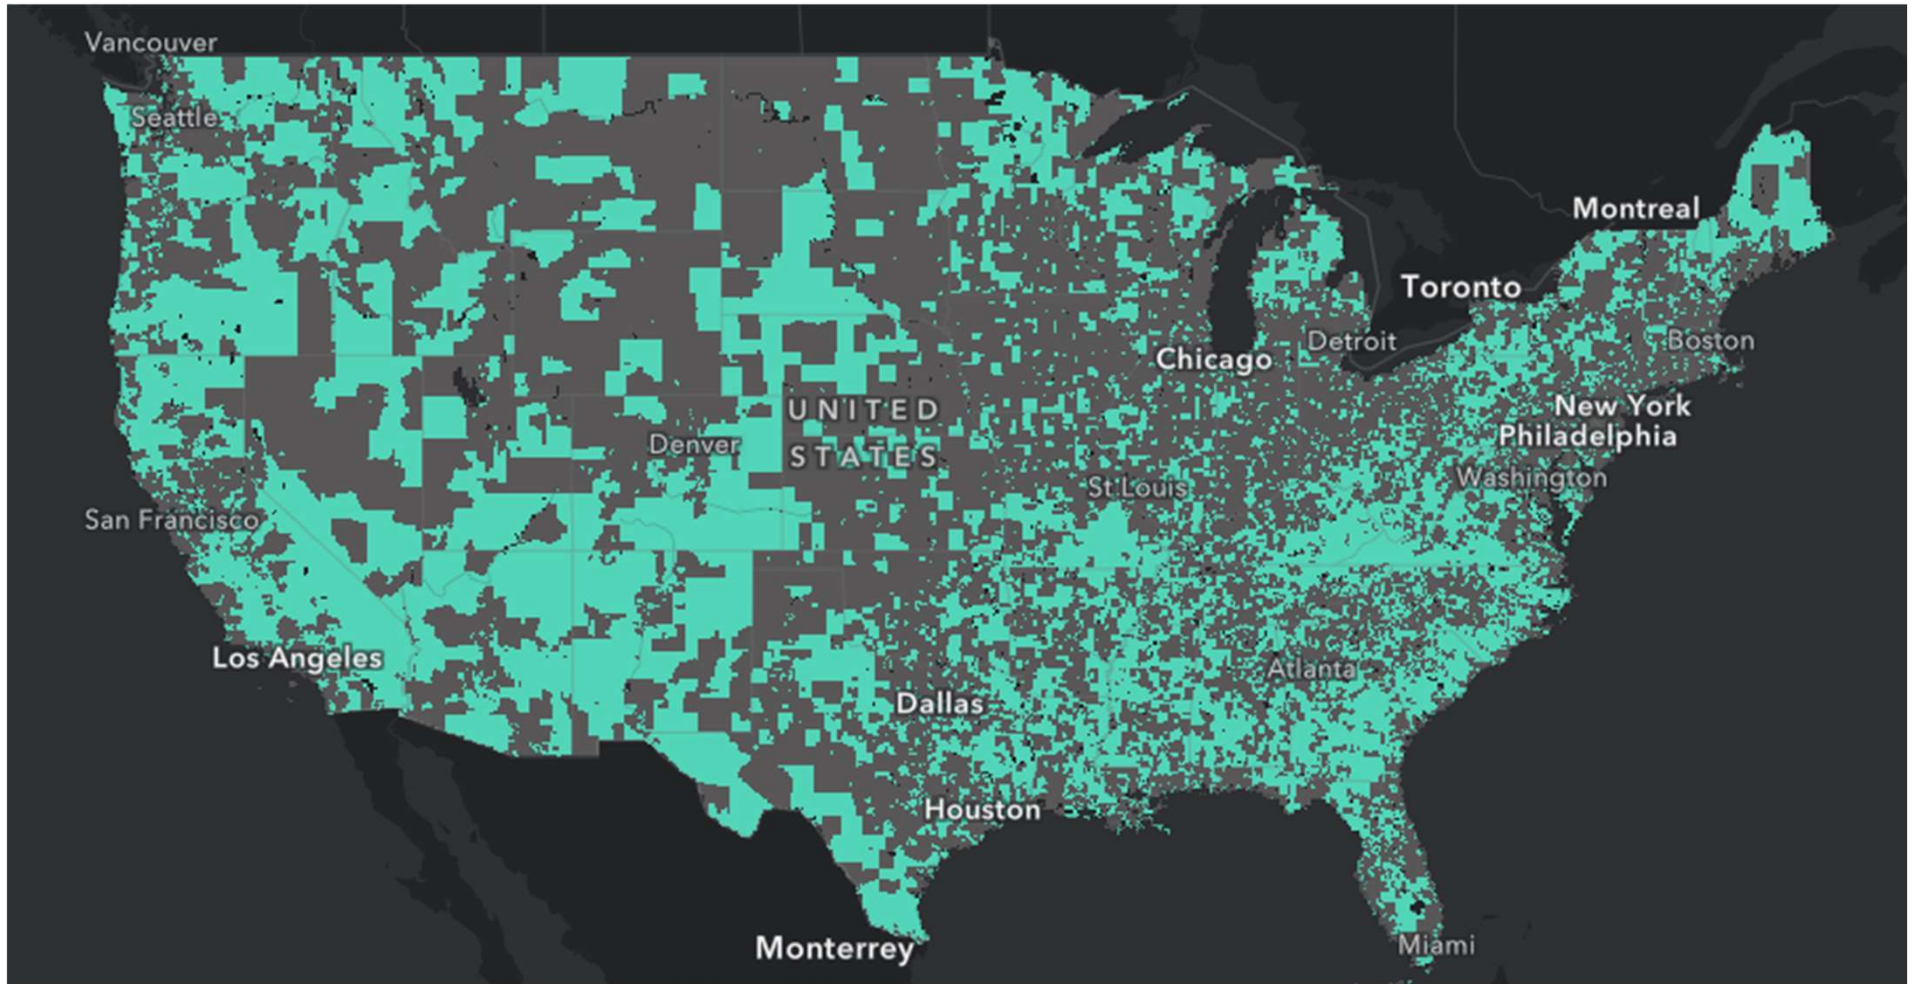 Vancouver
Seattle
Montreal
Toronto
Detroit
Boston
Chicago
New York
Philadelphia
UNITED
STATES
Denver
Washington
St Louis
San Francisco
Los Angeles
Atlanta
Dallas
Houston
Monterrey
Miami